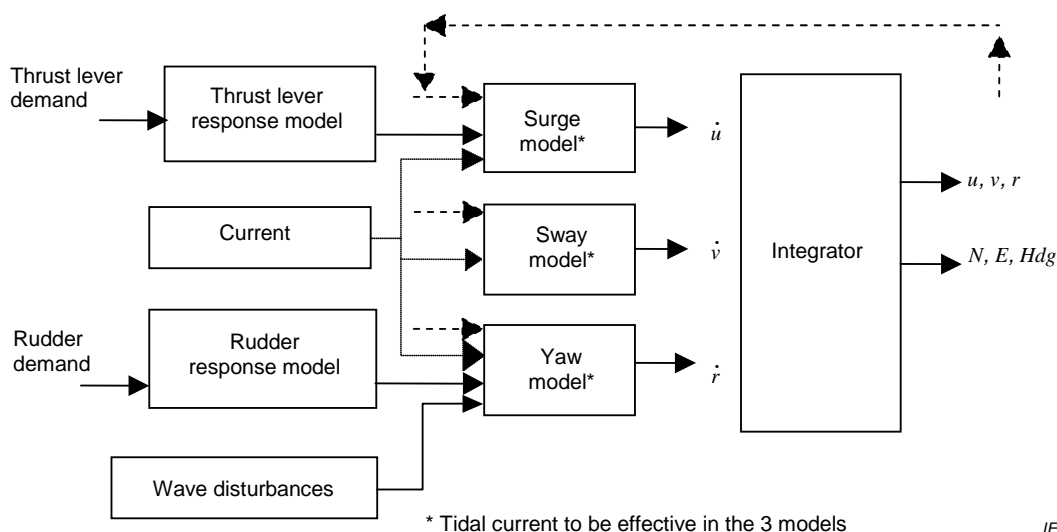 Thrust lever
demand
Thrust lever
response model
Surge
model*
u̇
Current
Sway
model*
v̇
Integrator
u, v, r
N, E, Hdg
Rudder
demand
Rudder
response model
Yaw
model*
ṙ
Wave disturbances
* Tidal current to be effective in the 3 models